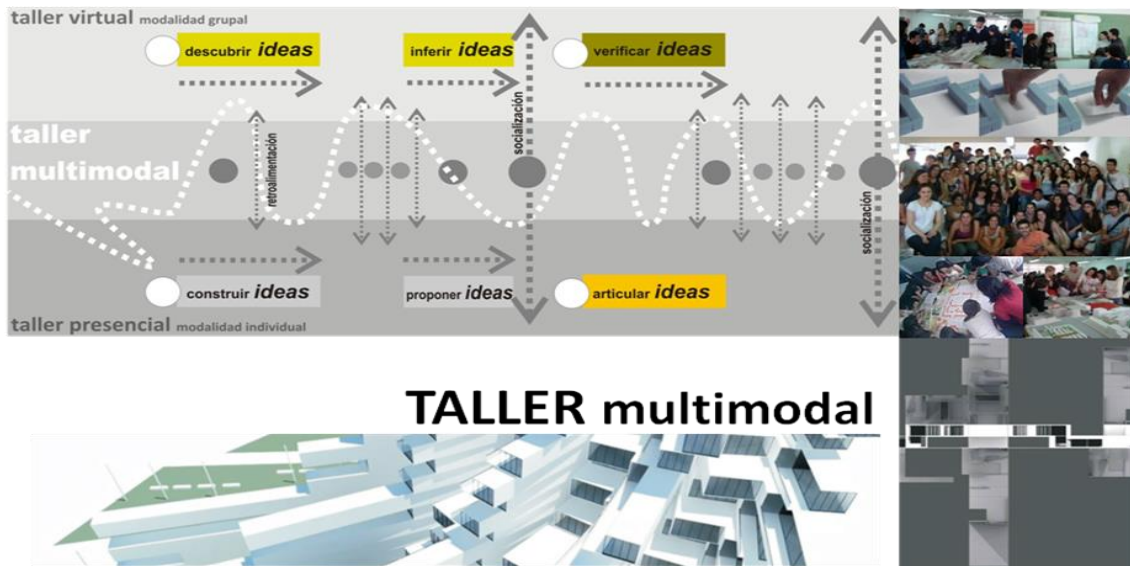 taller virtual modalidad grupal
descubrir ideas
inferir ideas
verificar ideas
taller
multimodal
retroalimentación
socialización
socialización
construir ideas
proponer ideas
articular ideas
taller presencial modalidad individual
TALLER multimodal